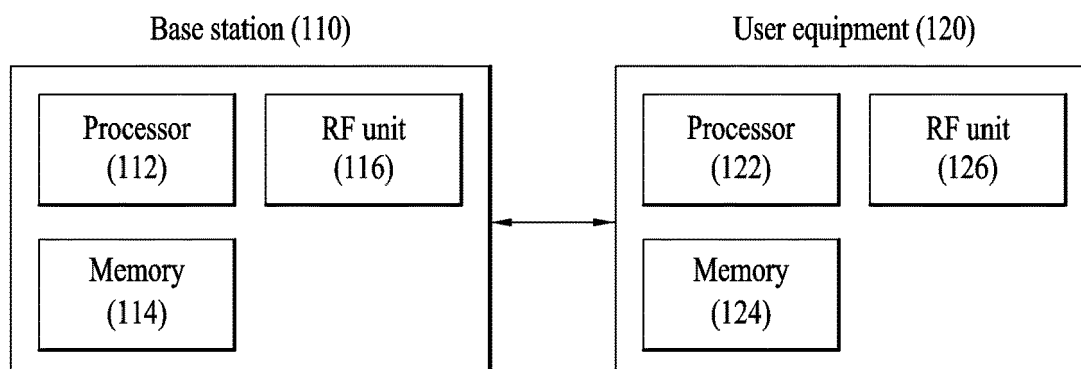 Base station (110)
User equipment (120)
Processor
(112)
RF unit
(116)
Memory
(114)
Processor
(122)
RF unit
(126)
Memory
(124)